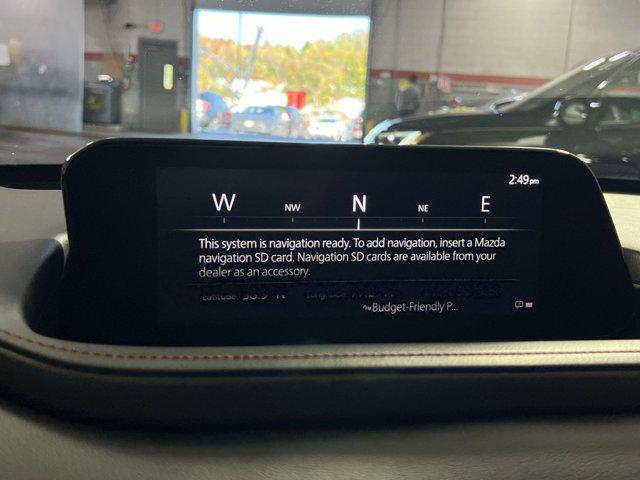 2:49pm
W NW N NE E
This system is navigation ready. To add navigation, insert a Mazda
navigation SD card. Navigation SD cards are available from your
dealer as an accessory.
Latitude: N
Budget-Friendly P...